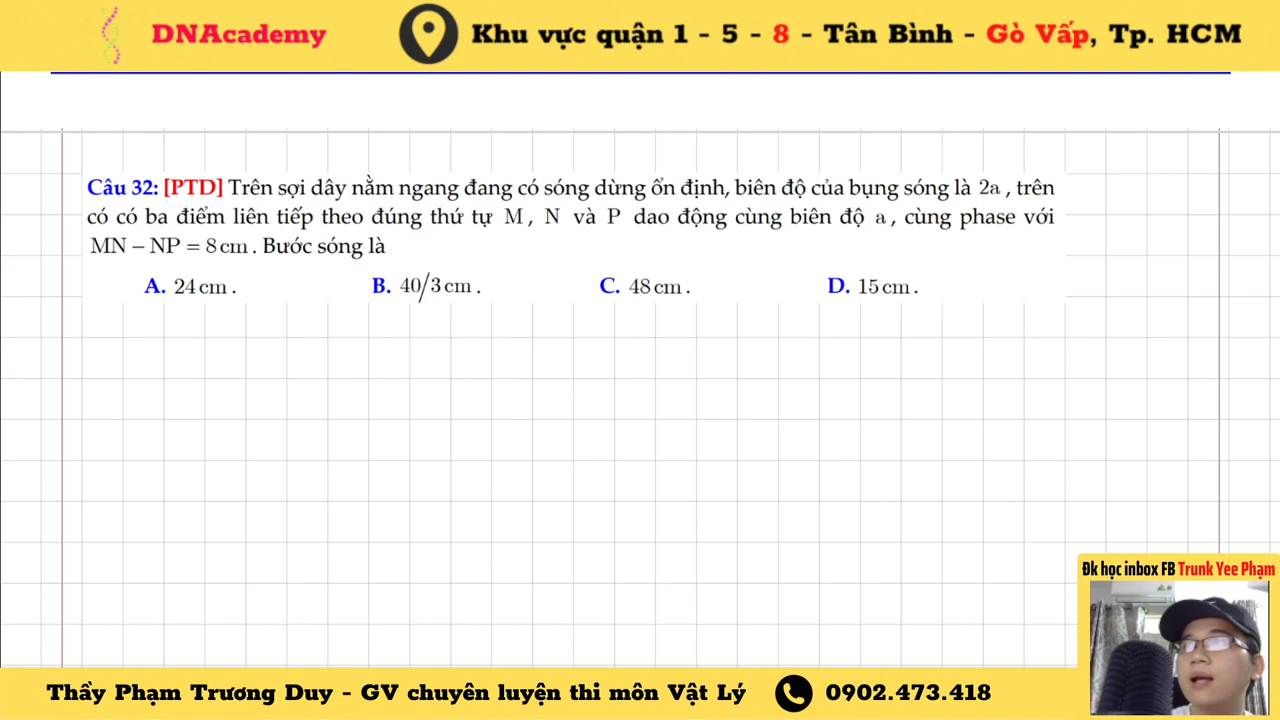 DNAcademy
Khu vực quận 1 - 5 - 8 - Tân Bình - Gò Vấp, Tp. HCM
Câu 32: [PTD] Trên sợi dây nằm ngang đang có sóng dừng ổn định, biên độ của bụng sóng là 2a , trên
có có ba điểm liên tiếp theo đúng thứ tự M , N và P dao động cùng biên độ a , cùng phase với
MN – NP = 8 cm . Bước sóng là
A. 24 cm .
B. 40/3 cm .
C. 48 cm .
D. 15 cm .
Đk học inbox FB Trunk Yee Phạm
Thầy Phạm Trương Duy - GV chuyên luyện thi môn Vật Lý
0902.473.418